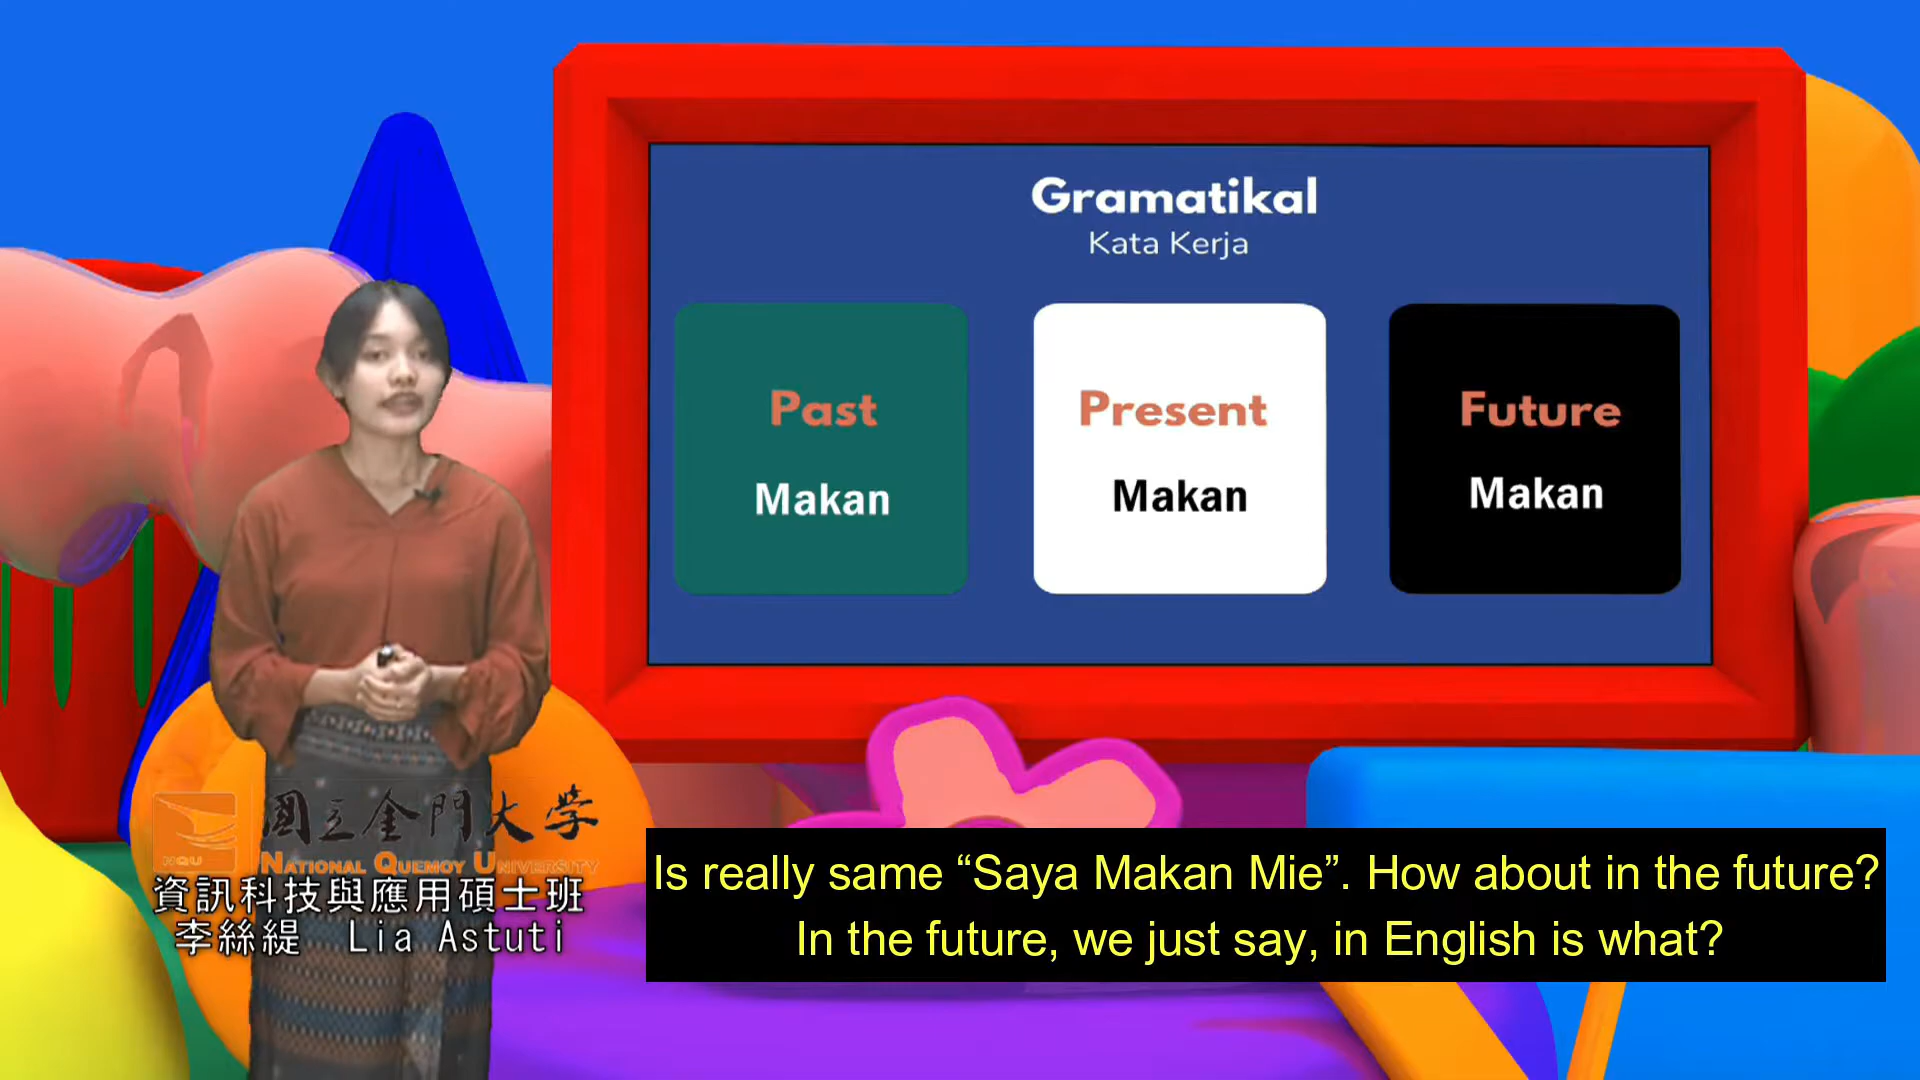 Gramatikal
Kata Kerja
Past
Makan
Present
Makan
Future
Makan
國立金門大學
NQU
NATIONAL QUEMOY UNIVERSITY
資訊科技與應用碩士班
李絲緹 Lia Astuti
Is really same “Saya Makan Mie”. How about in the future?
In the future, we just say, in English is what?